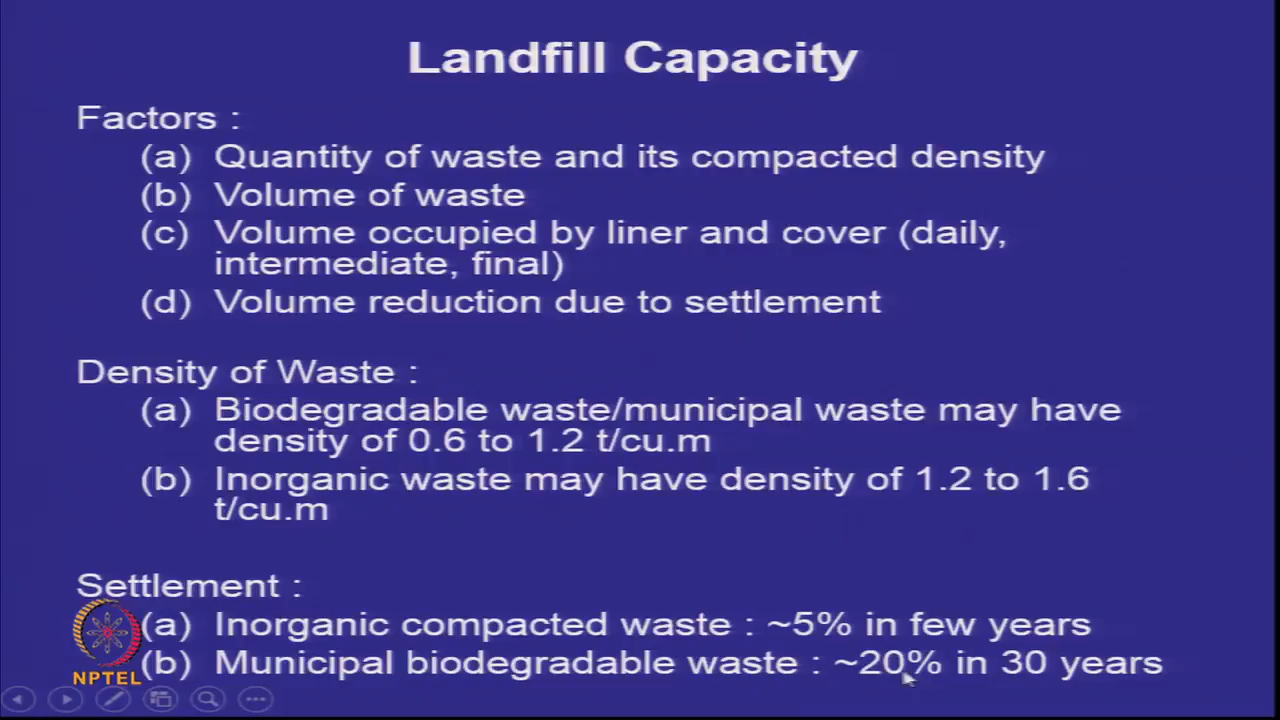 Landfill Capacity
Factors :
(a) Quantity of waste and its compacted density
(b) Volume of waste
(c) Volume occupied by liner and cover (daily,
intermediate, final)
(d) Volume reduction due to settlement
Density of Waste :
(a) Biodegradable waste/municipal waste may have
density of 0.6 to 1.2 t/cu.m
(b) Inorganic waste may have density of 1.2 to 1.6
t/cu.m
Settlement :
(a) Inorganic compacted waste : ~5% in few years
(b) Municipal biodegradable waste : ~20% in 30 years
NPTEL